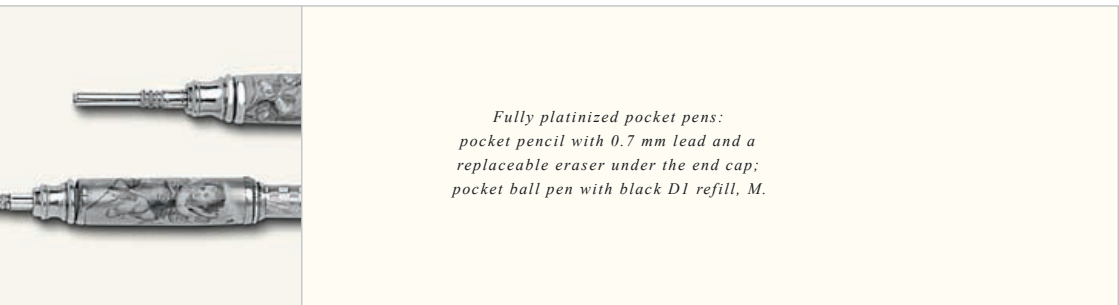 Fully platinized pocket pens:
pocket pencil with 0.7 mm lead and a
replaceable eraser under the end cap;
pocket ball pen with black D1 refill, M.